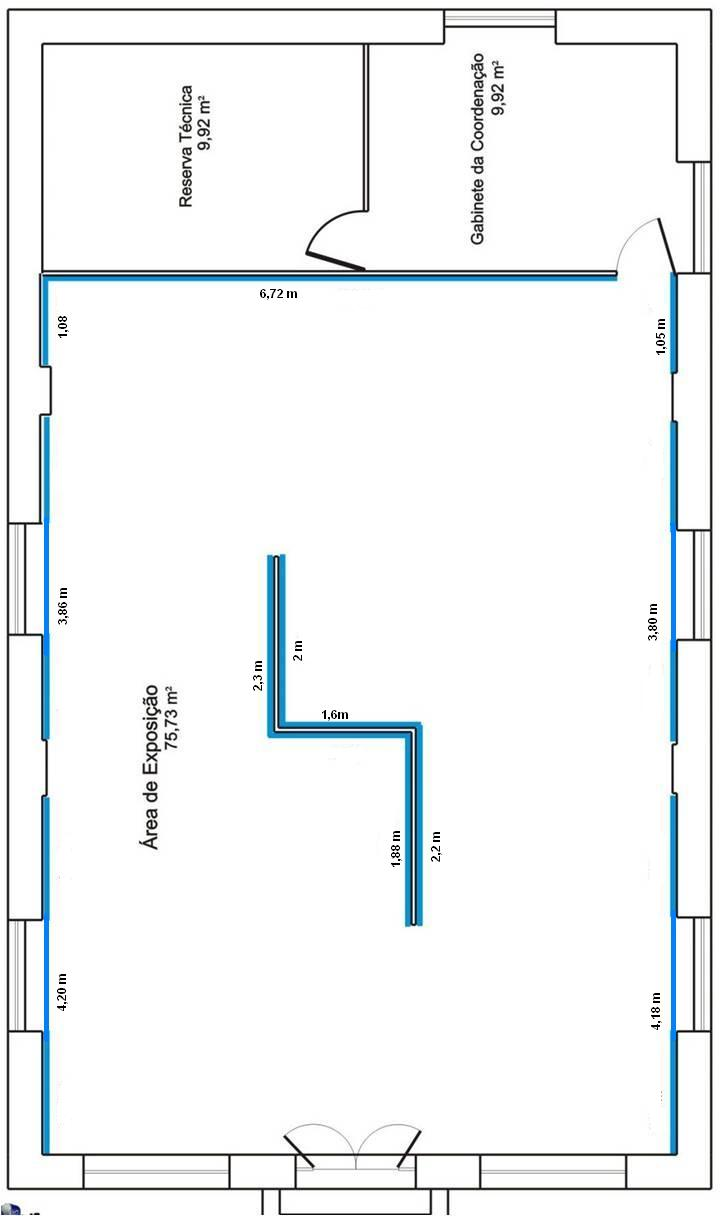 Reserva Técnica
9,92 m²
Gabinete da Coordenação
9,92 m²
6,72 m
1,08
1,05 m
3,86 m
3,80 m
2,3 m
2 m
1,6m
Área de Exposição
75,73 m²
1,88 m
2,2 m
4,20 m
4,18 m